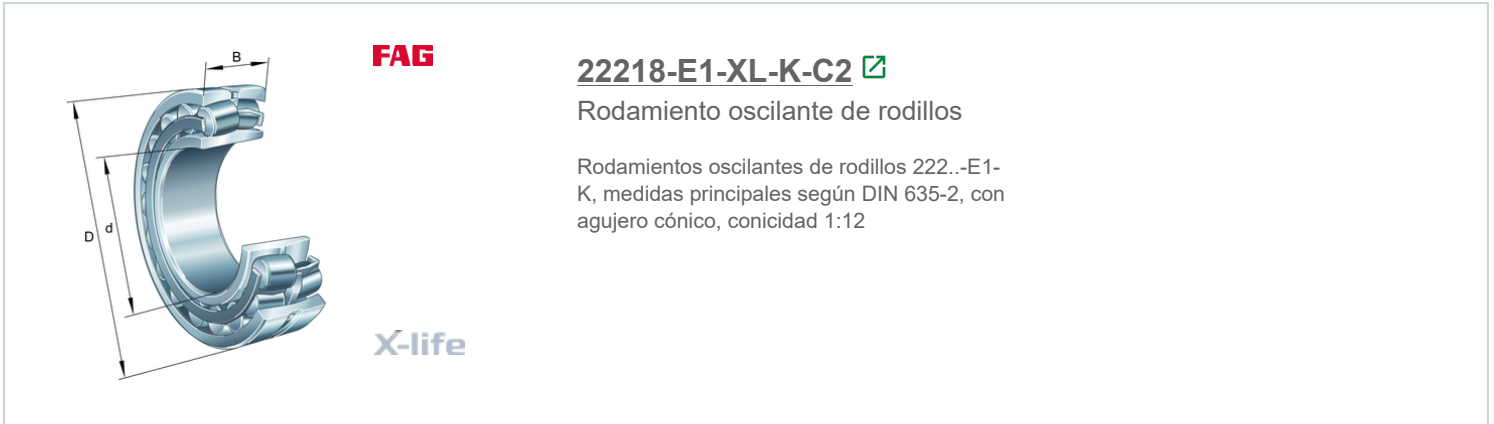 B
FAG
22218-E1-XL-K-C2
Rodamiento oscilante de rodillos
Rodamientos oscilantes de rodillos 222..-E1-
K, medidas principales según DIN 635-2, con
agujero cónico, conicidad 1:12
D
d
X-life